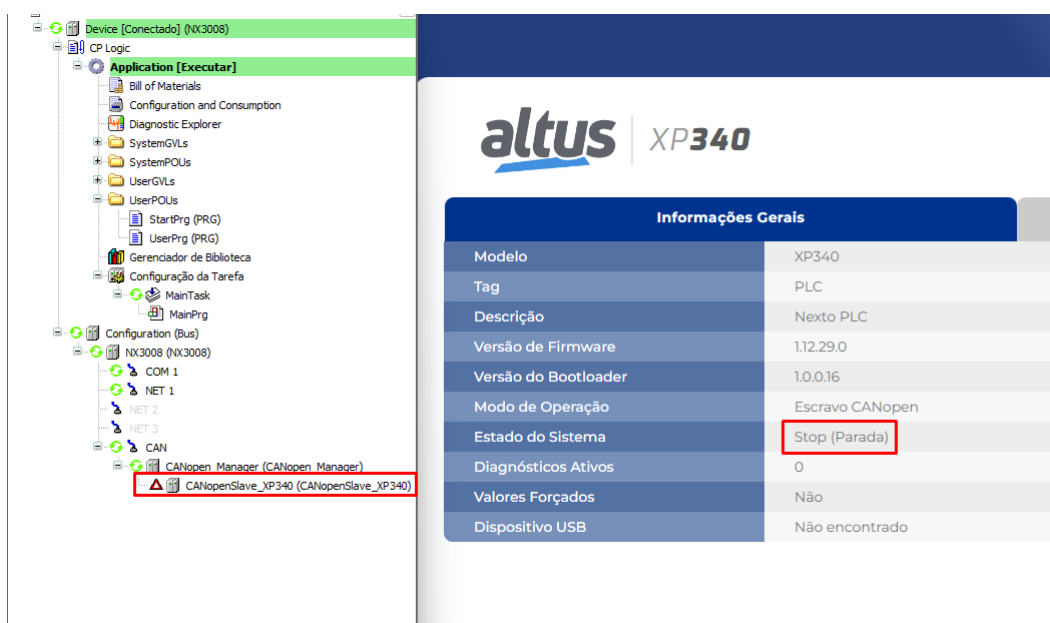 Device [Conectado] (NX3008)
CP Logic
Application [Executar]
Bill of Materials
Configuration and Consumption
Diagnostic Explorer
SystemGVLs
SystemPOUs
UserGVLs
UserPOUs
StartPrg (PRG)
UserPrg (PRG)
Gerenciador de Biblioteca
Configuração da Tarefa
MainTask
MainPrg
Configuration (Bus)
NX3008 (NX3008)
COM 1
NET 1
NET 2
NET 3
CAN
CANopen_Manager (CANopen Manager)
CANopenSlave_XP340 (CANopenSlave_XP340)
altus XP340
Informações Gerais
Modelo XP340
Tag PLC
Descrição Nexto PLC
Versão de Firmware 1.12.29.0
Versão do Bootloader 1.0.0.16
Modo de Operação Escravo CANopen
Estado do Sistema Stop (Parada)
Diagnósticos Ativos 0
Valores Forçados Não
Dispositivo USB Não encontrado